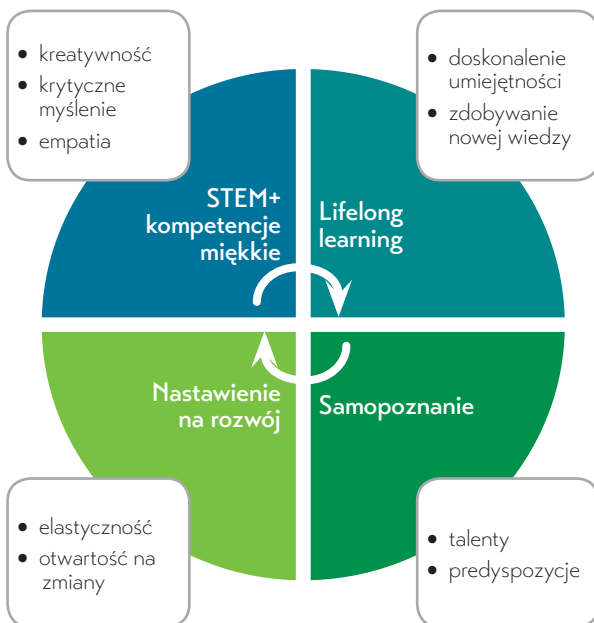 • kreatywność
• krytyczne
myślenie
• empatia
• doskonalenie
umiejętności
• zdobywanie
nowej wiedzy
STEM+
kompetencje
miękkie
Lifelong
learning
Nastawienie
na rozwój
Samopoznanie
• elastyczność
• otwartość na
zmiany
• talenty
• predyspozycje